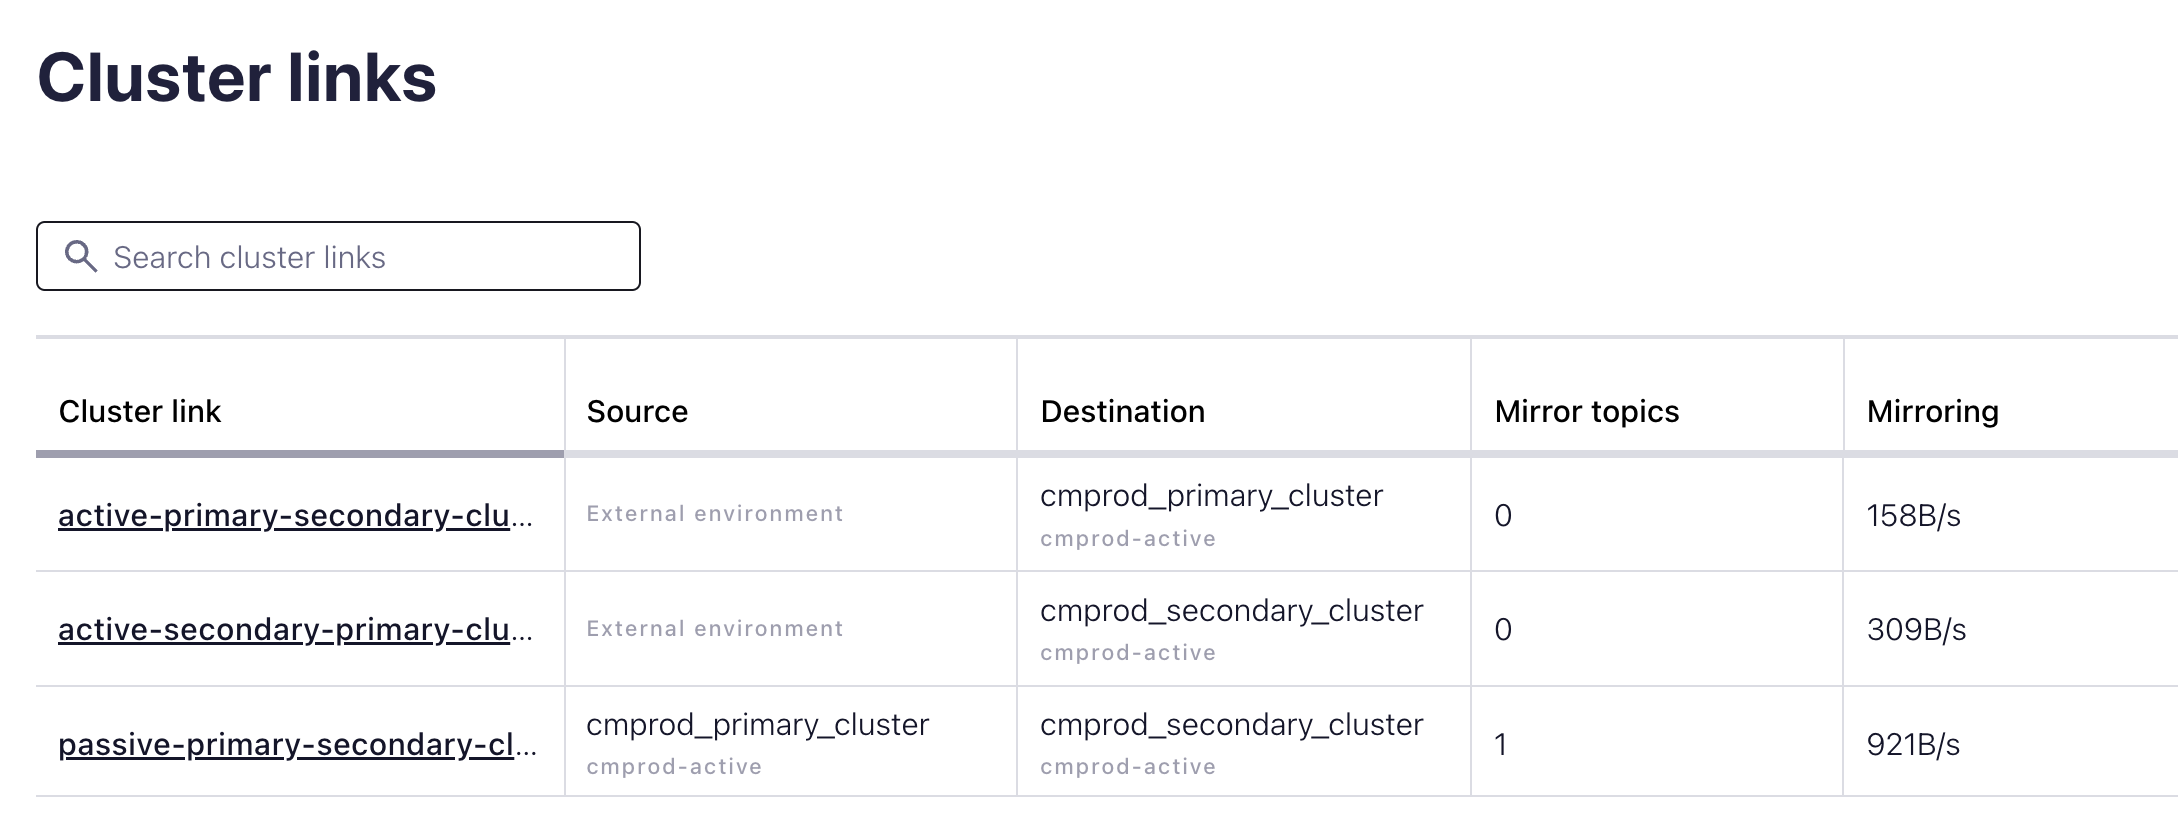 Cluster links
Search cluster links
Cluster link Source Destination Mirror topics Mirroring
active-primary-secondary-clu... External environment cmprod_primary_cluster 0 158B/s
cmprod-active
active-secondary-primary-clu... External environment cmprod_secondary_cluster 0 309B/s
cmprod-active
passive-primary-secondary-cl... cmprod_primary_cluster cmprod_secondary_cluster 1 921B/s
cmprod-active cmprod-active